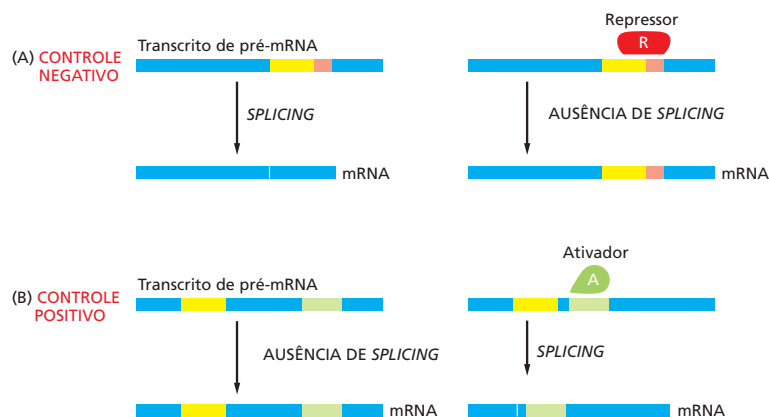 Repressor
(A) CONTROLE
NEGATIVO
Transcrito de pré-mRNA
R
SPLICING
AUSÊNCIA DE SPLICING
mRNA
mRNA
Ativador
(B) CONTROLE
POSITIVO
Transcrito de pré-mRNA
A
AUSÊNCIA DE SPLICING
SPLICING
mRNA
mRNA